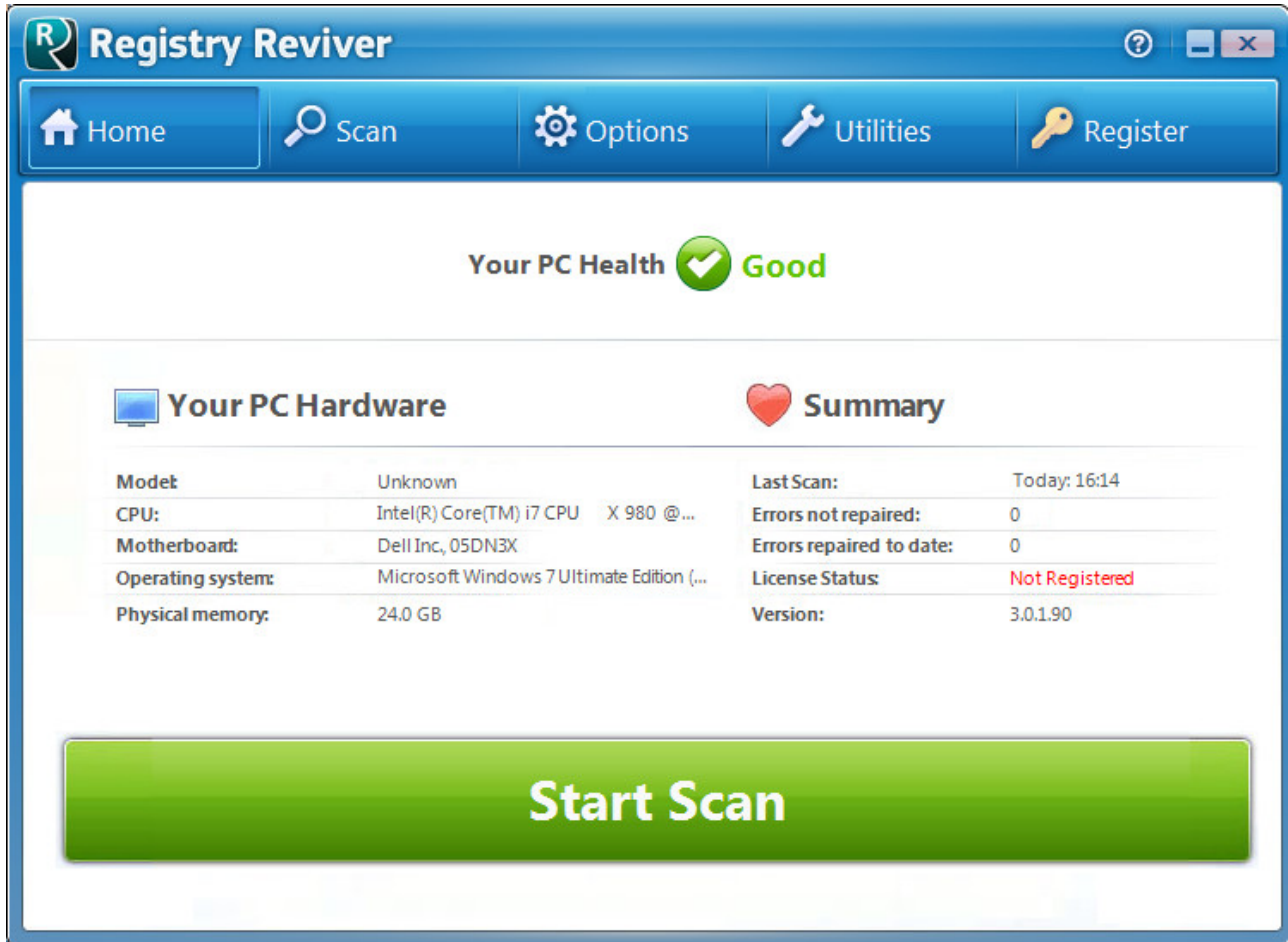 Registry Reviver
Home Scan Options Utilities Register
Your PC Health Good
Your PC Hardware
Model: Unknown
CPU: Intel(R) Core(TM) i7 CPU X 980 @...
Motherboard: Dell Inc., 05DN3X
Operating system: Microsoft Windows 7 Ultimate Edition (...
Physical memory: 24.0 GB
Summary
Last Scan: Today: 16:14
Errors not repaired: 0
Errors repaired to date: 0
License Status: Not Registered
Version: 3.0.1.90
Start Scan